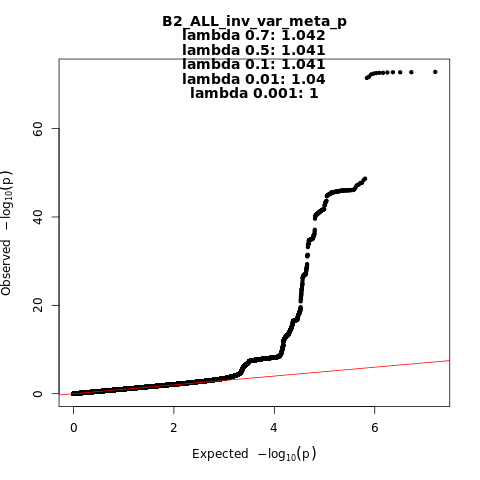 B2_ALL_inv_var_meta_p
lambda 0.7: 1.042
lambda 0.5: 1.041
lambda 0.1: 1.041
lambda 0.01: 1.04
lambda 0.001: 1
60
40
20
0
Observed −log10(p)
0 2 4 6
Expected −log10(p)